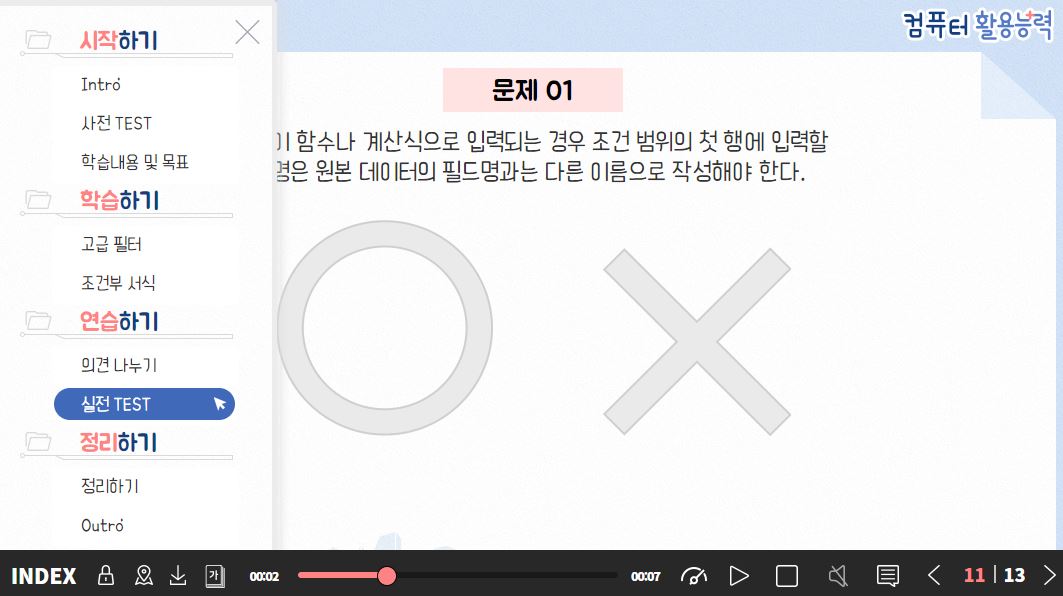 컴퓨터 활용능력
시작하기
Intro
사전 TEST
학습내용 및 목표
학습하기
고급 필터
조건부 서식
연습하기
의견 나누기
실전 TEST
정리하기
정리하기
Outro
문제 01
함수나 계산식으로 입력되는 경우 조건 범위의 첫 행에 입력할
원본 데이터의 필드명과는 다른 이름으로 작성해야 한다.
INDEX 가 00:02 00:07 11 | 13